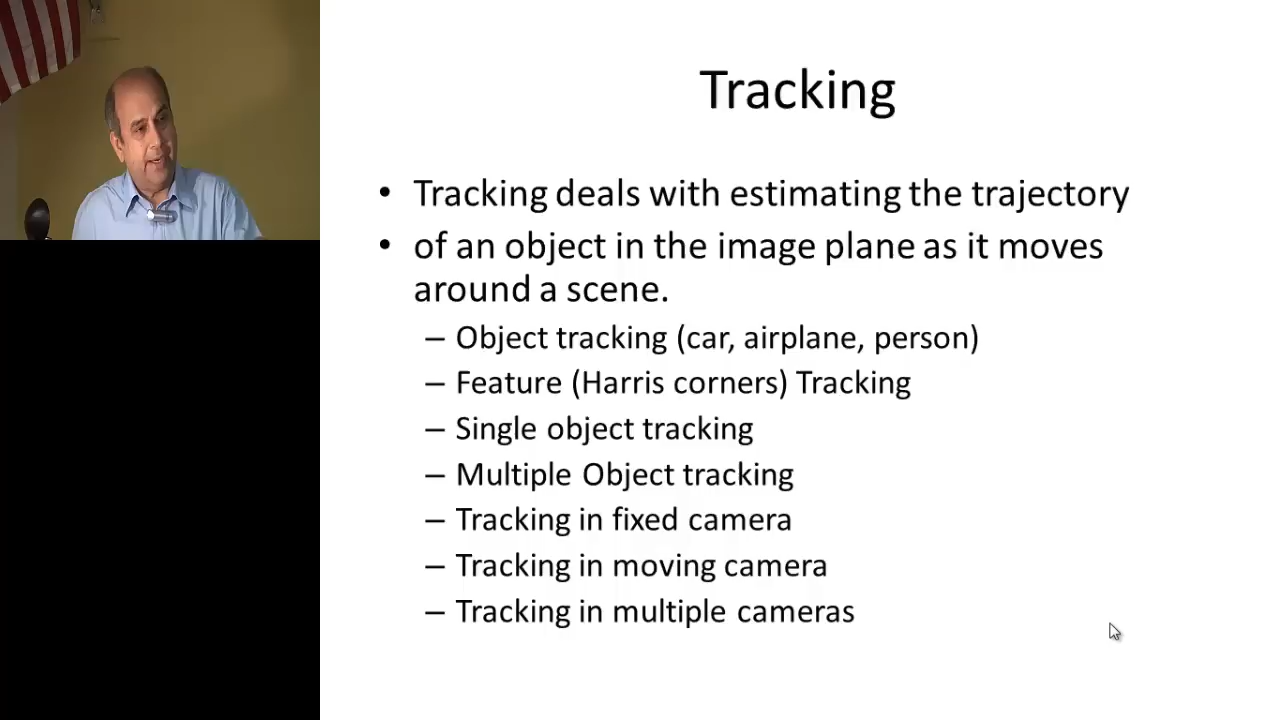 Tracking
• Tracking deals with estimating the trajectory
• of an object in the image plane as it moves
around a scene.
– Object tracking (car, airplane, person)
– Feature (Harris corners) Tracking
– Single object tracking
– Multiple Object tracking
– Tracking in fixed camera
– Tracking in moving camera
– Tracking in multiple cameras